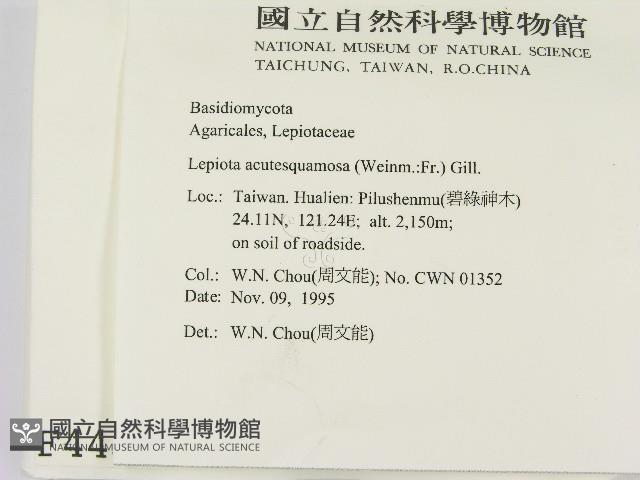 國立自然科學博物館
NATIONAL MUSEUM OF NATURAL SCIENCE
TAICHUNG, TAIWAN, R.O.CHINA
Basidiomycota
Agaricales, Lepiotaceae
Lepiota acutesquamosa (Weinm.:Fr.) Gill.
Loc.: Taiwan. Hualien: Pilushenmu(碧綠神木)
24.11N, 121.24E; alt. 2,150m;
on soil of roadside.
Col.: W.N. Chou(周文能); No. CWN 01352
Date: Nov. 09, 1995
Det.: W.N. Chou(周文能)
國立自然科學博物館
NATIONAL MUSEUM OF NATURAL SCIENCE
F44